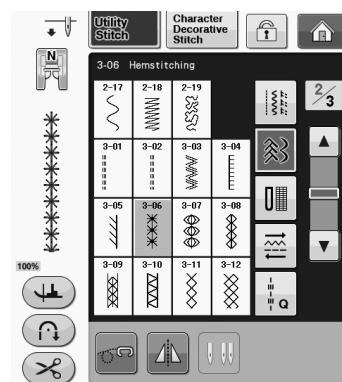 Utility Stitch
Character Decorative Stitch
N
3-06 Hemstitching
2/3
2-17 2-18 2-19
3-01 3-02 3-03 3-04
3-05 3-06 3-07 3-08
3-09 3-10 3-11 3-12
100%
Q